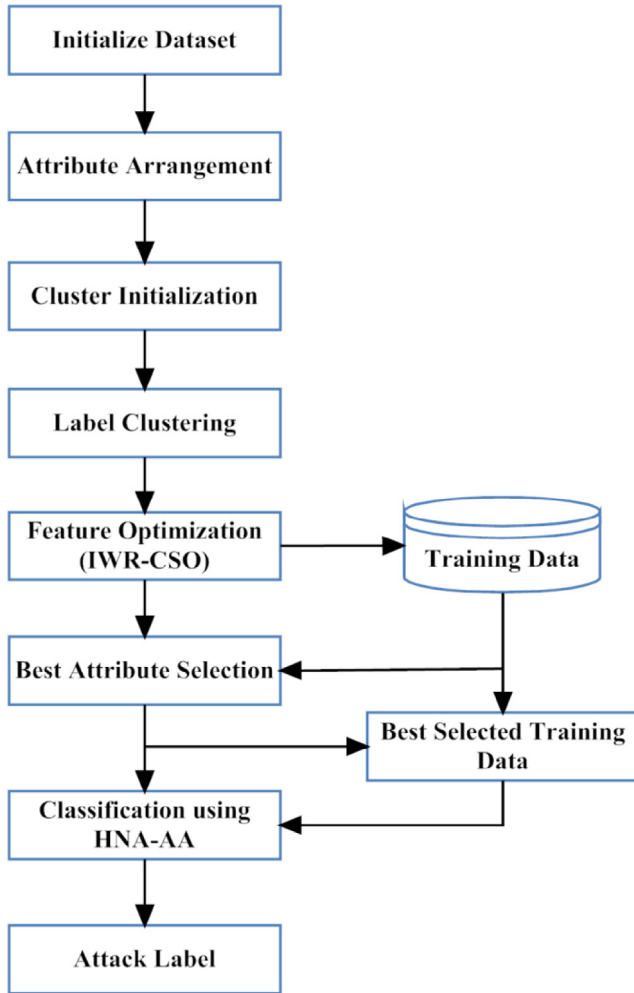 Initialize Dataset
Attribute Arrangement
Cluster Initialization
Label Clustering
Feature Optimization
(IWR-CSO)
Training Data
Best Attribute Selection
Best Selected Training
Data
Classification using
HNA-AA
Attack Label